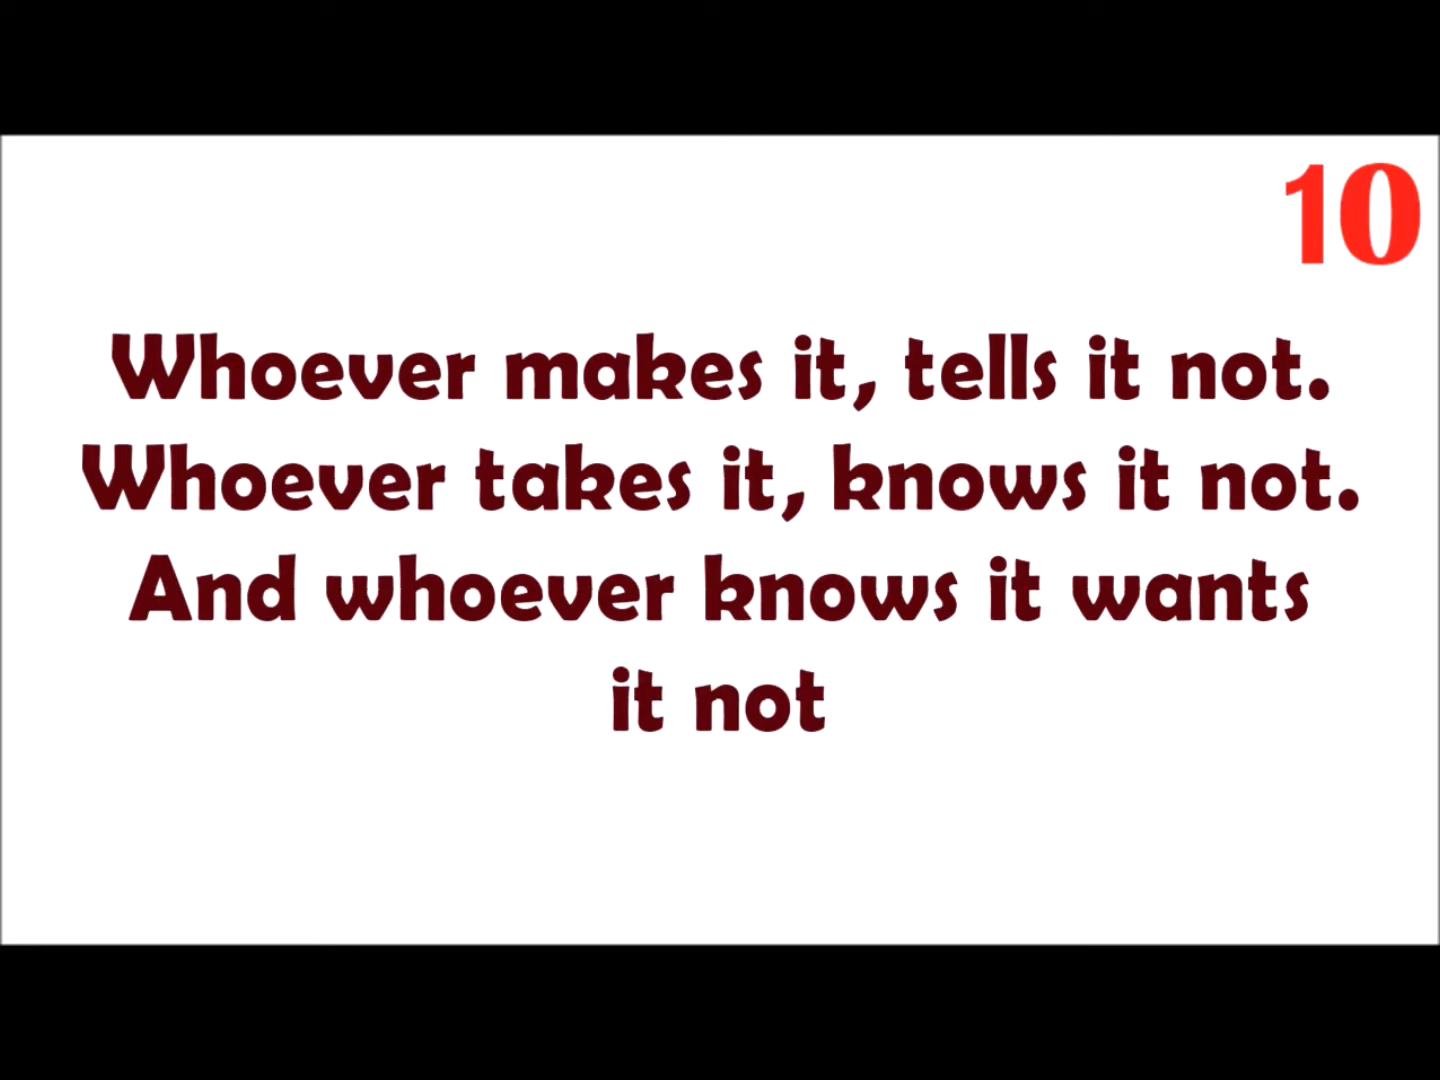 10
Whoever makes it, tells it not.
Whoever takes it, knows it not.
And whoever knows it wants
it not